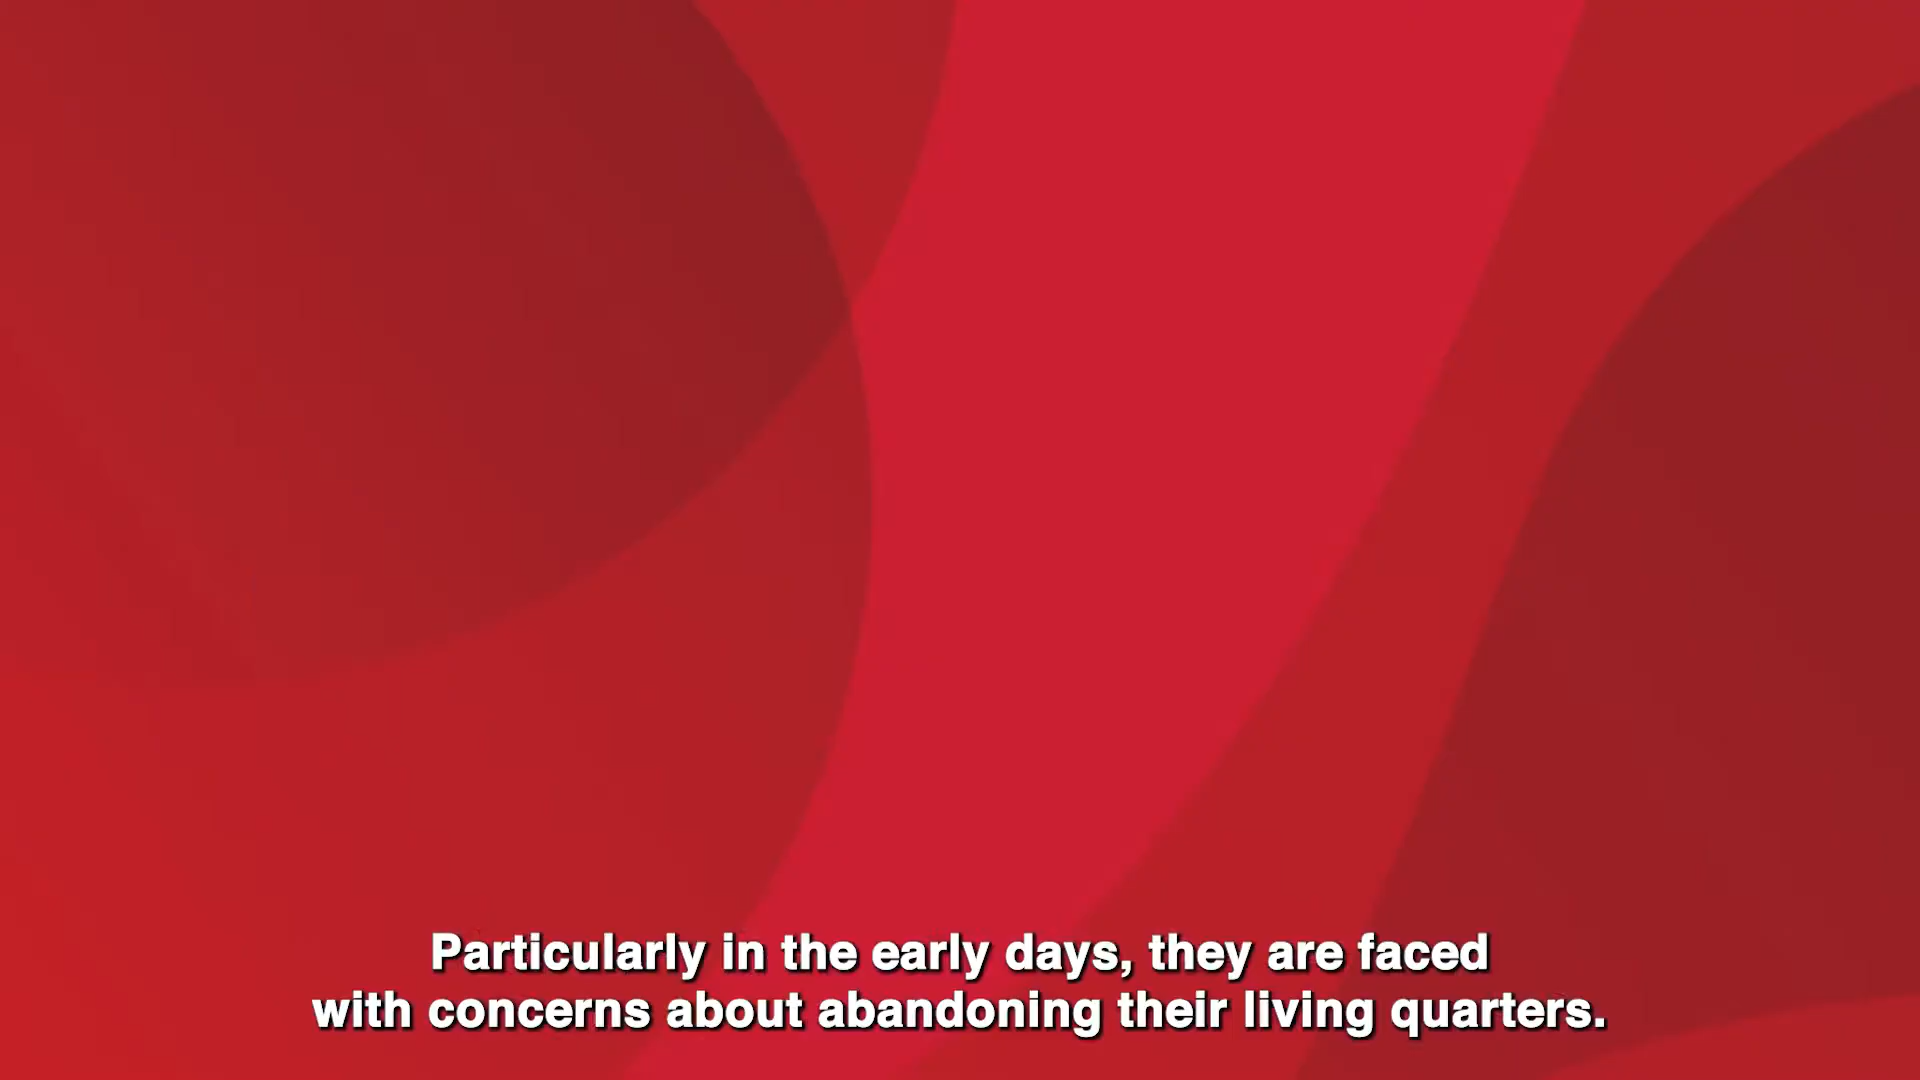 Particularly in the early days, they are faced
with concerns about abandoning their living quarters.